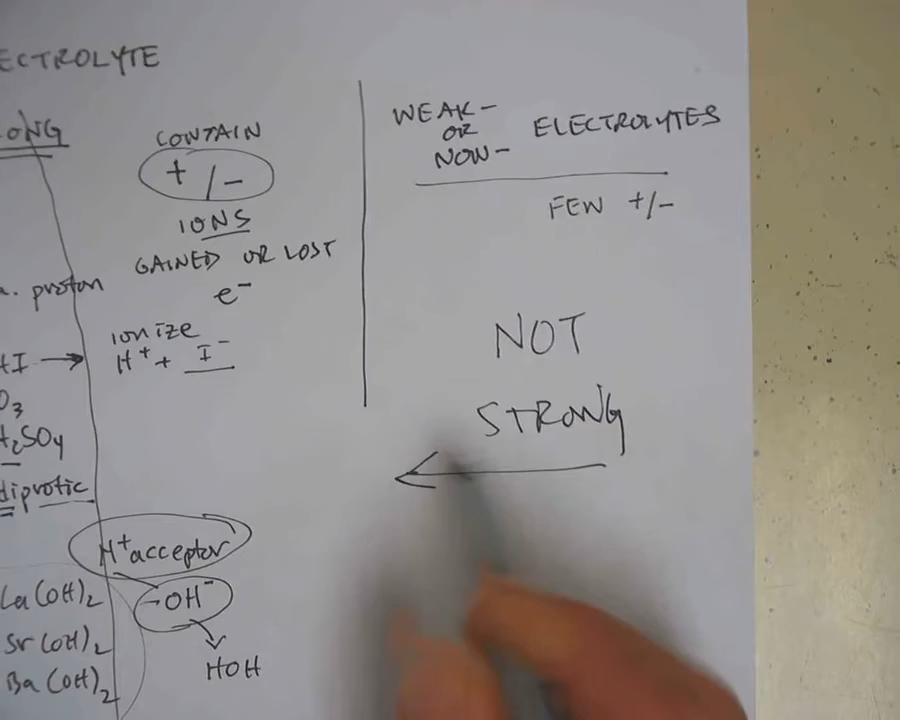 ECTROLYTE
ONG
CONTAIN
+ / -
IONS
GAINED OR LOST
e⁻
a. proton
ionize
HI → H⁺ + I⁻
O₃
H₂SO₄
diprotic
H⁺ acceptor
Ca(OH)₂
-OH⁻
Sr(OH)₂
HOH
Ba(OH)₂
WEAK-
OR
NON-
ELECTROLYTES
FEW +/-
NOT
STRONG